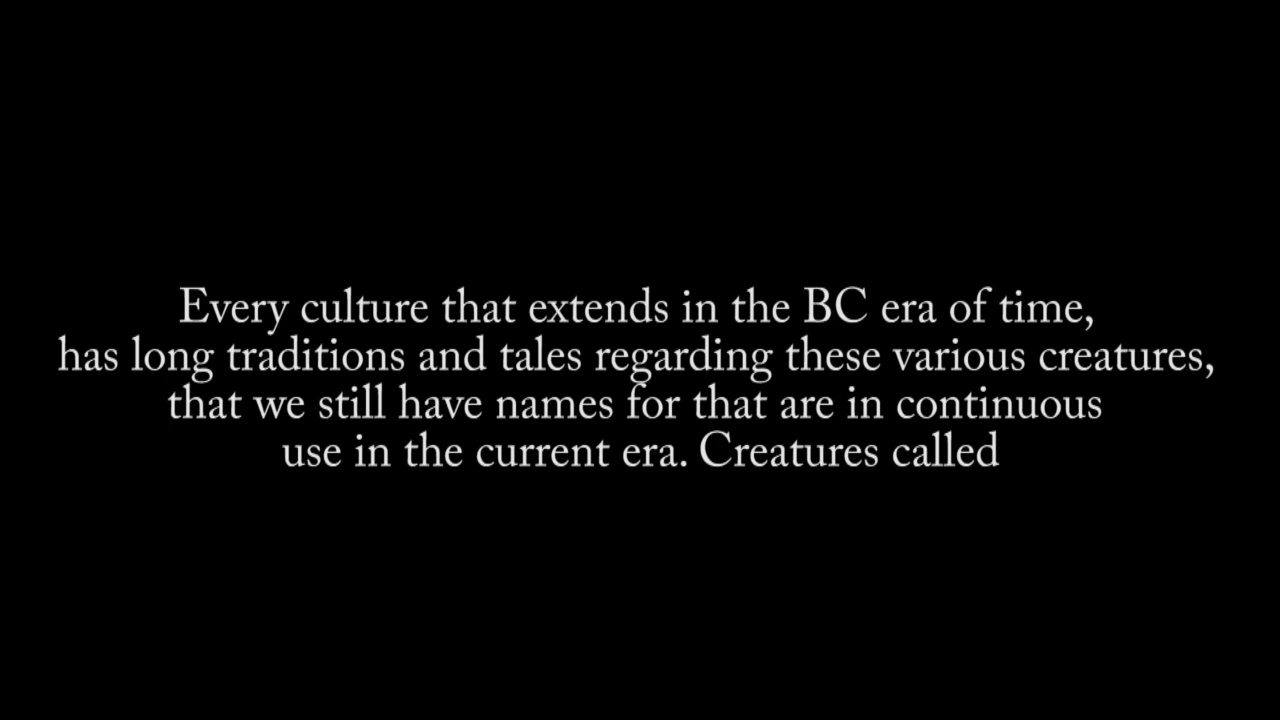 Every culture that extends in the BC era of time,
has long traditions and tales regarding these various creatures,
that we still have names for that are in continuous
use in the current era. Creatures called